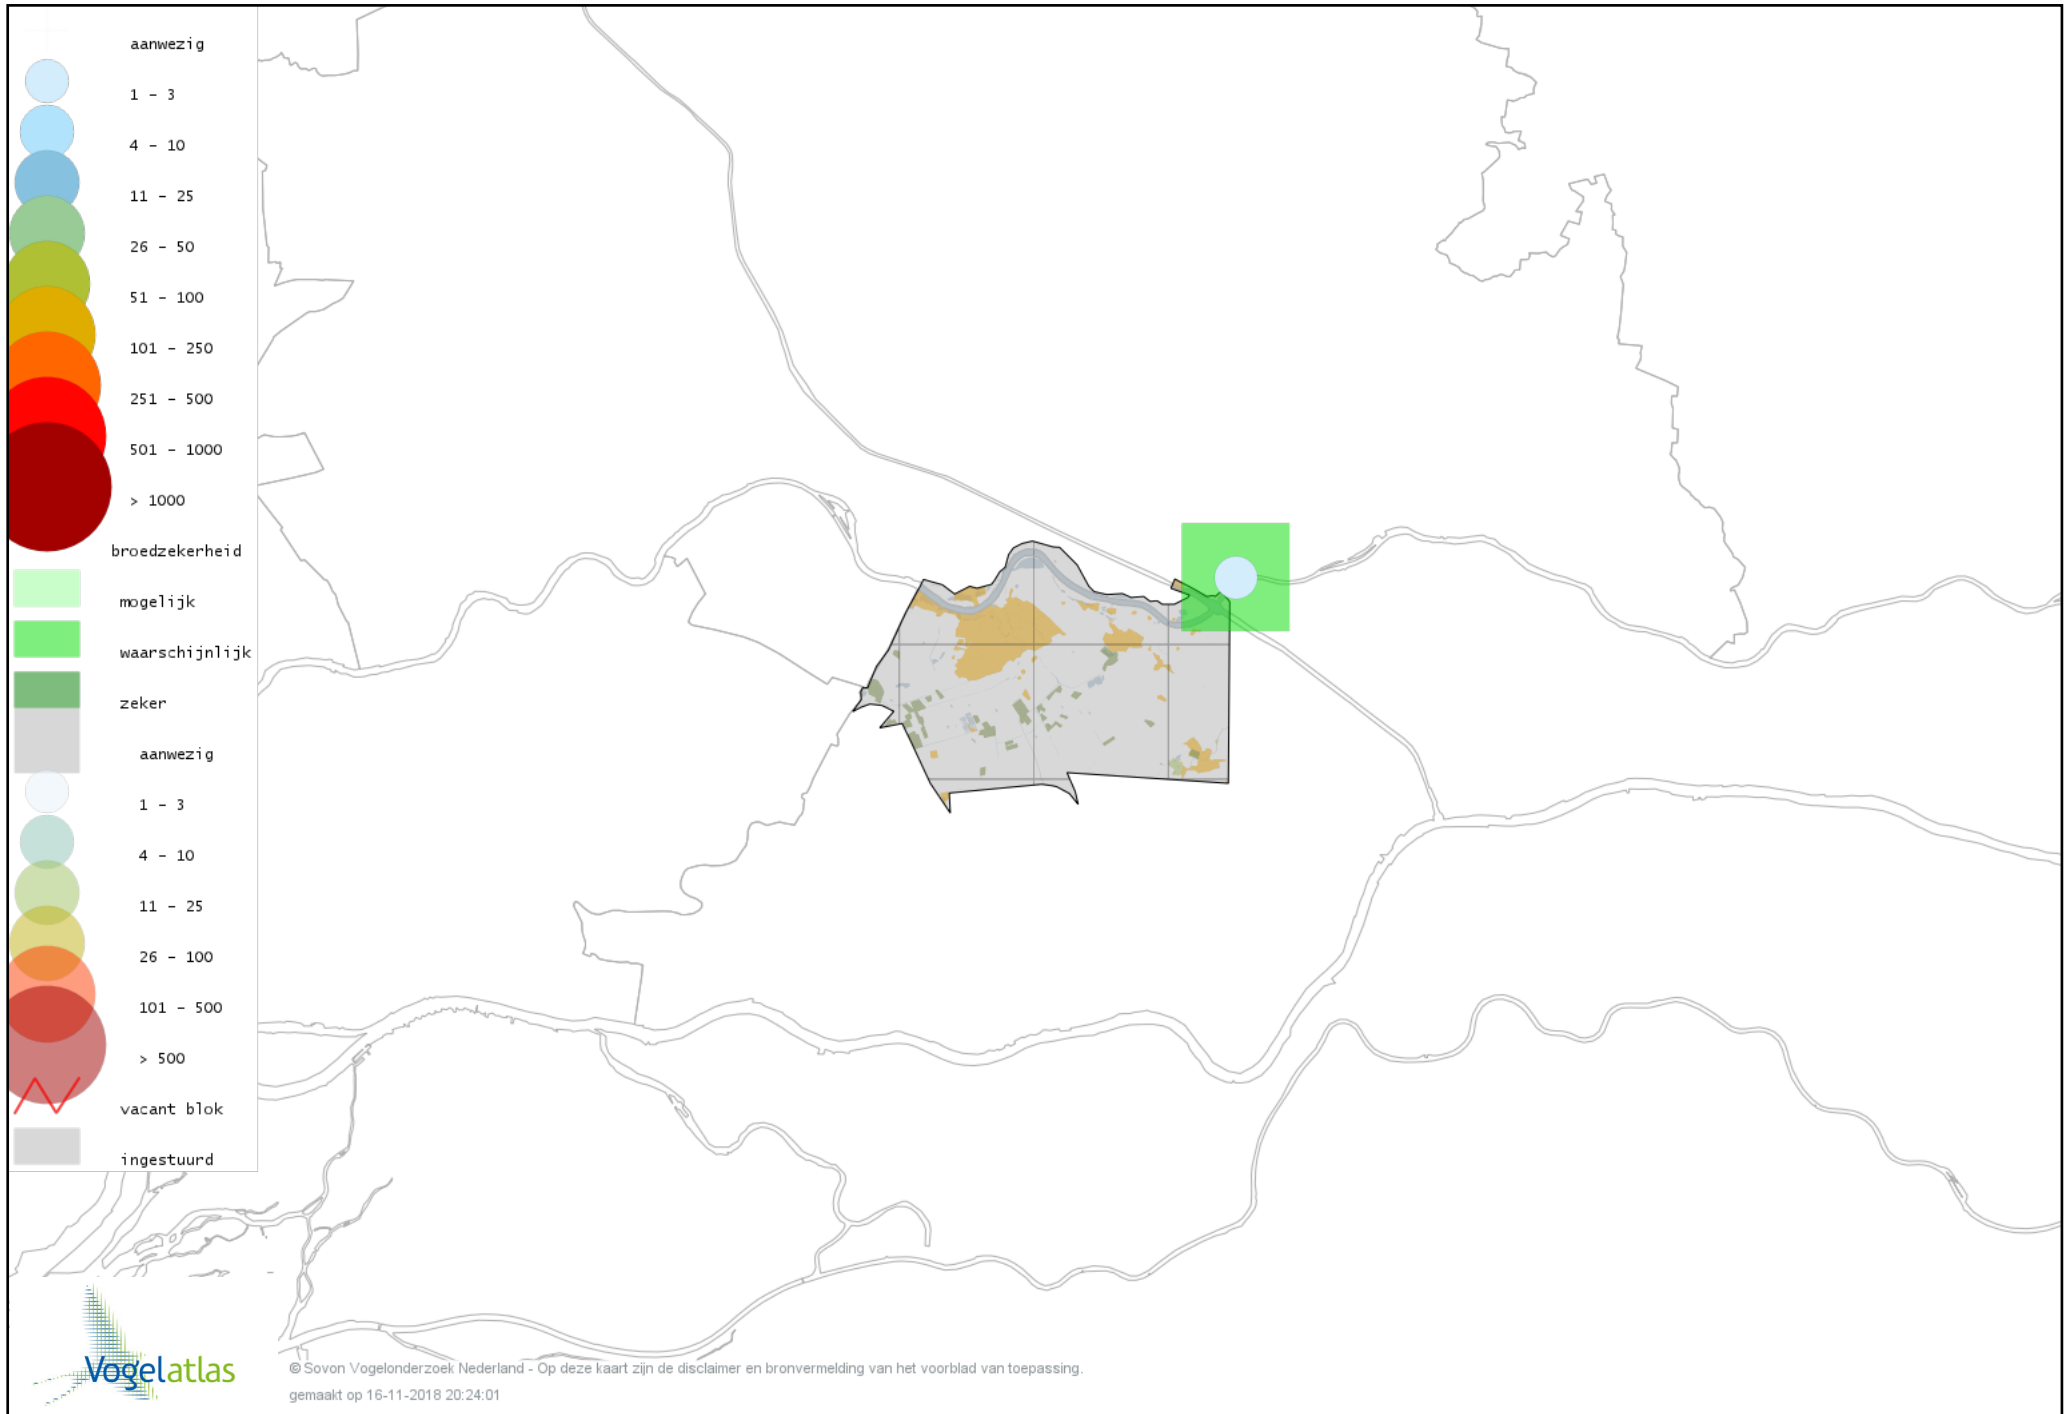 aanwezig
1 - 3
4 - 10
11 - 25
26 - 50
51 - 100
101 - 250
251 - 500
501 - 1000
> 1000
broedzekerheid
mogelijk
waarschijnlijk
zeker
aanwezig
1 - 3
4 - 10
11 - 25
26 - 100
101 - 500
> 500
vacant blok
ingestuurd
Vogelatlas
© Sovon Vogelonderzoek Nederland - Op deze kaart zijn de disclaimer en bronvermelding van het voorblad van toepassing.
gemaakt op 16-11-2018 20:24:01